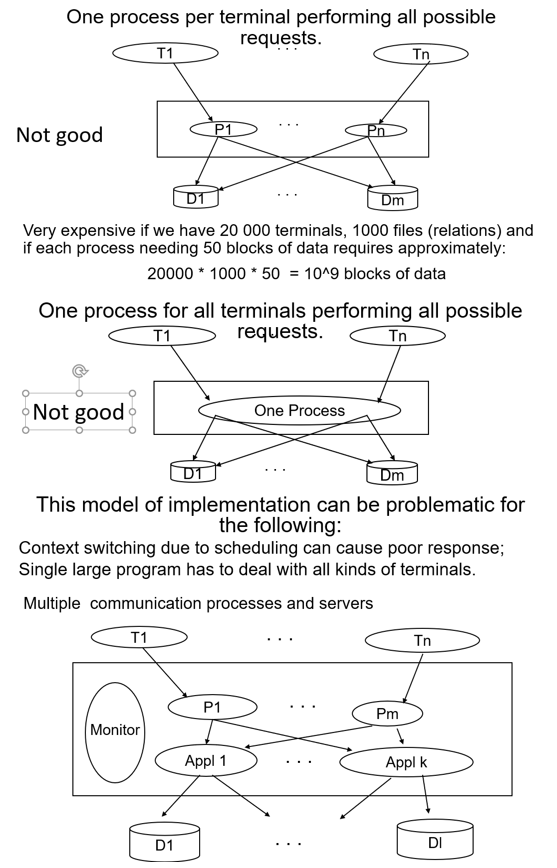 One process per terminal performing all possible
requests.
T1 . . . Tn
Not good
P1 . . . Pn
D1 . . . Dm
Very expensive if we have 20 000 terminals, 1000 files (relations) and
if each process needing 50 blocks of data requires approximately:
20000 * 1000 * 50 = 10^9 blocks of data
One process for all terminals performing all possible
requests.
T1 Tn
Not good
One Process
D1 . . . Dm
This model of implementation can be problematic for
the following:
Context switching due to scheduling can cause poor response;
Single large program has to deal with all kinds of terminals.
Multiple communication processes and servers
T1 . . . Tn
P1 . . . Pm
Monitor
Appl 1 . . . Appl k
D1 . . . Dl